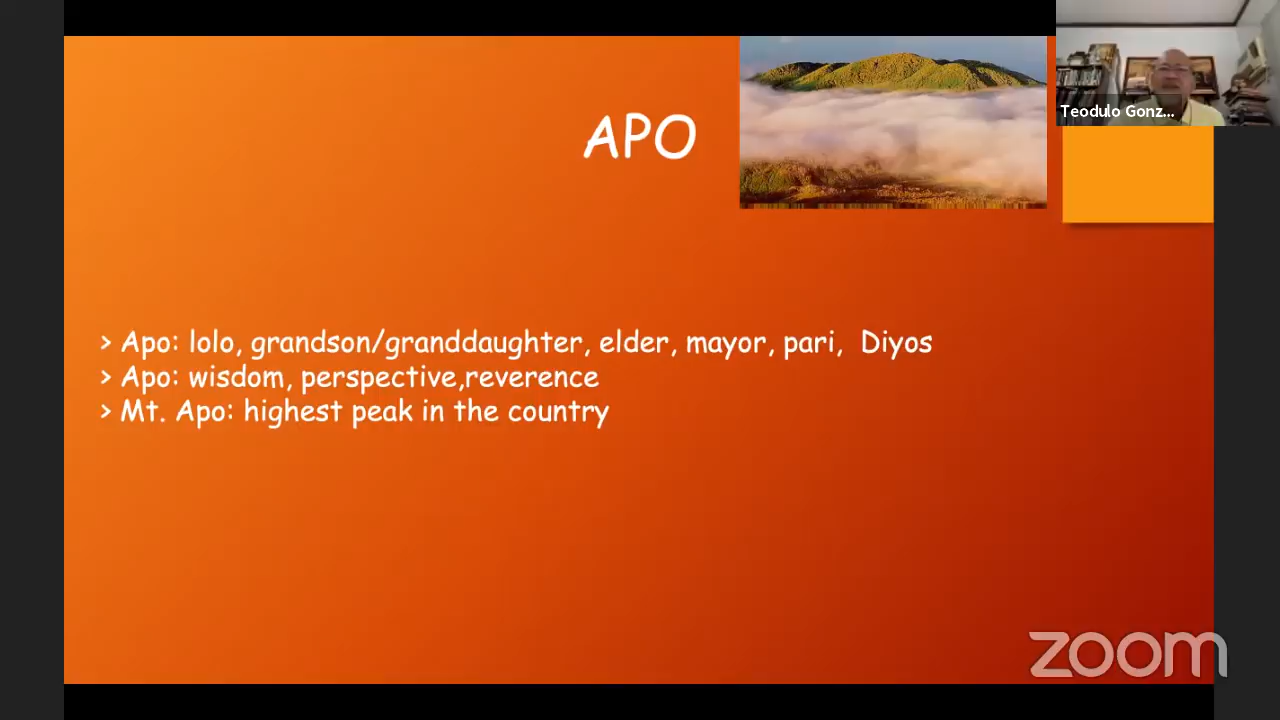 Teodulo Gonz...
APO
> Apo: lolo, grandson/granddaughter, elder, mayor, pari,  Diyos
> Apo: wisdom, perspective,reverence
> Mt. Apo: highest peak in the country
zoom